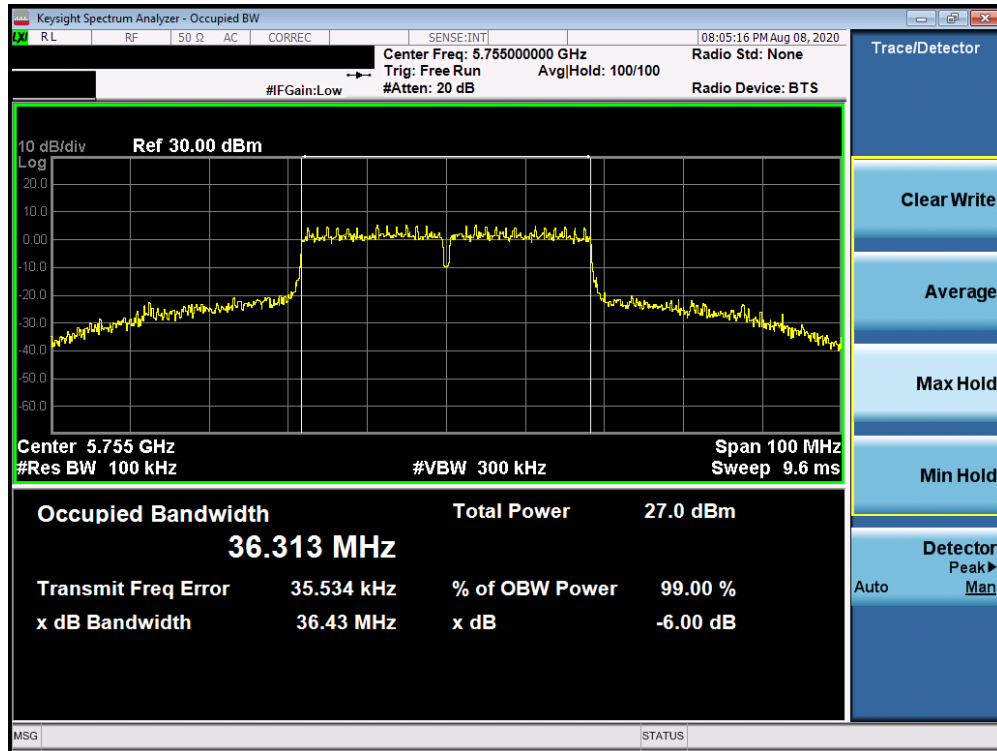 Keysight Spectrum Analyzer - Occupied BW
LXI RL RF 50 Ω AC CORREC SENSE:INT 08:05:16 PM Aug 08, 2020
Center Freq: 5.755000000 GHz Radio Std: None
Trig: Free Run Avg|Hold: 100/100
#IFGain:Low #Atten: 20 dB Radio Device: BTS
10 dB/div Ref 30.00 dBm
Log
20.0
10.0
0.00
-10.0
-20.0
-30.0
-40.0
-50.0
-60.0
Center 5.755 GHz Span 100 MHz
#Res BW 100 kHz #VBW 300 kHz Sweep 9.6 ms
Occupied Bandwidth Total Power 27.0 dBm
36.313 MHz
Transmit Freq Error 35.534 kHz % of OBW Power 99.00 %
x dB Bandwidth 36.43 MHz x dB -6.00 dB
MSG STATUS
Trace/Detector
Clear Write
Average
Max Hold
Min Hold
Detector
Peak▶
Auto Man